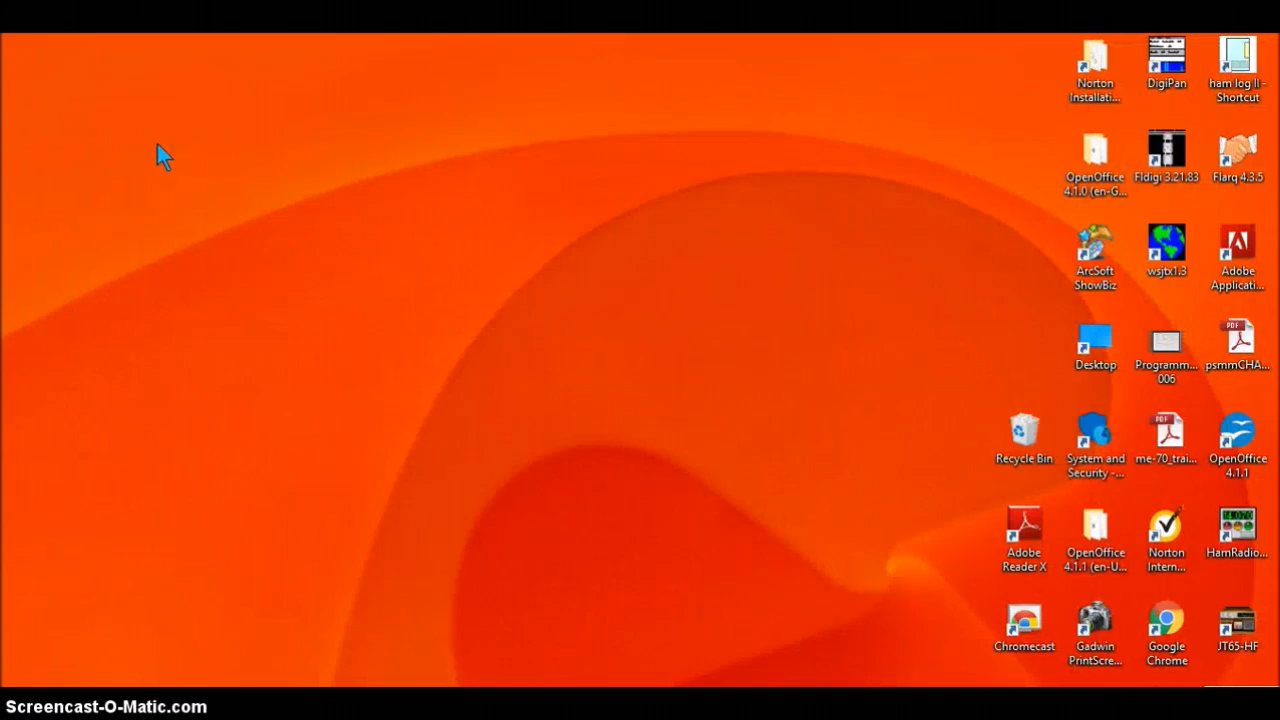 Norton
Installati...
DigiPan
ham log II -
Shortcut
OpenOffice
4.1.0 (en-G...
Fldigi 3.21.83
Flarq 4.3.5
ArcSoft
ShowBiz
wsjtx1.3
Adobe
Applicati...
Desktop
Programm...
006
PDF
psmmCHA...
Recycle Bin
System and
Security -...
PDF
me-70_trai...
OpenOffice
4.1.1
Adobe
Reader X
OpenOffice
4.1.1 (en-U...
Norton
Intern...
HamRadio...
Chromecast
Gadwin
PrintScre...
Google
Chrome
JT65-HF
Screencast-O-Matic.com